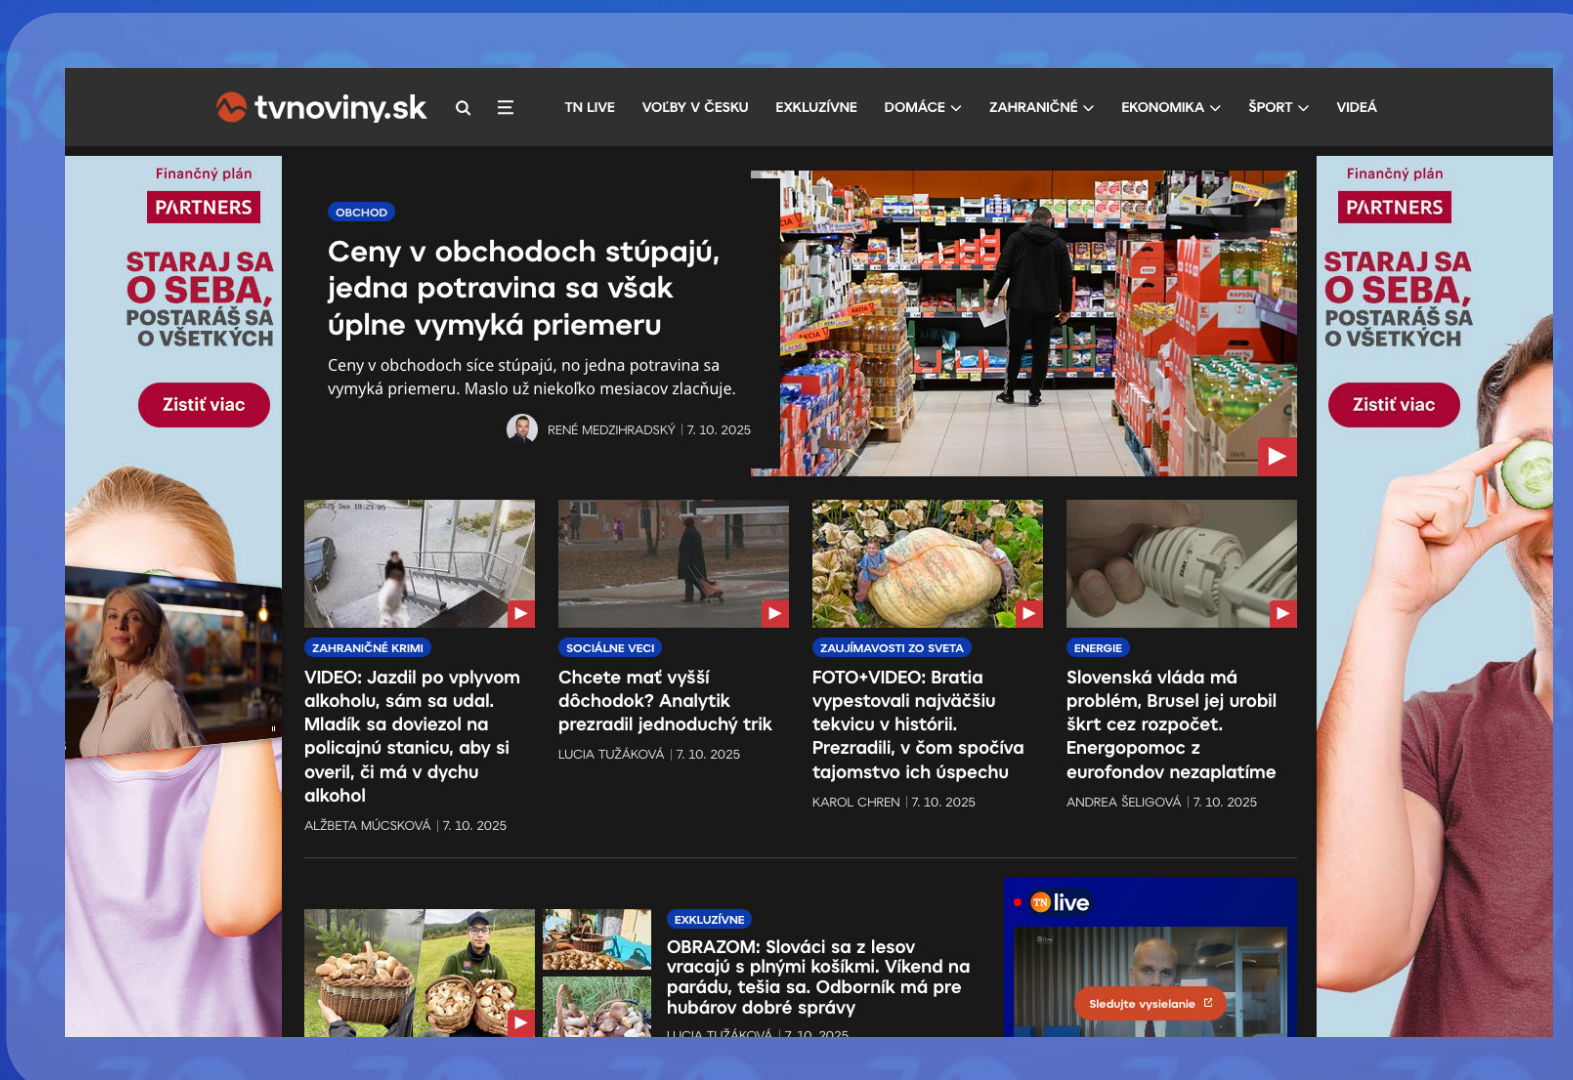 tvnoviny.sk
TN LIVE
VOĽBY V ČESKU
EXKLUZÍVNE
DOMÁCE
ZAHRANIČNÉ
EKONOMIKA
ŠPORT
VIDEÁ
Finančný plán
PARTNERS
STARAJ SA
O SEBA,
POSTARÁŠ SA
O VŠETKÝCH
Zistiť viac
OBCHOD
Ceny v obchodoch stúpajú,
jedna potravina sa však
úplne vymyká priemeru
Ceny v obchodoch síce stúpajú, no jedna potravina sa
vymyká priemeru. Maslo už niekoľko mesiacov zlacňuje.
RENÉ MEDZIHRADSKÝ | 7. 10. 2025
Finančný plán
PARTNERS
STARAJ SA
O SEBA,
POSTARÁŠ SA
O VŠETKÝCH
Zistiť viac
ZAHRANIČNÉ KRIMI
VIDEO: Jazdil po vplyvom
alkoholu, sám sa udal.
Mladík sa doviezol na
policajnú stanicu, aby si
overil, či má v dychu
alkohol
ALŽBETA MÚCSKOVÁ | 7. 10. 2025
SOCIÁLNE VECI
Chcete mať vyšší
dôchodok? Analytik
prezradil jednoduchý trik
LUCIA TUŽÁKOVÁ | 7. 10. 2025
ZAUJÍMAVOSTI ZO SVETA
FOTO+VIDEO: Bratia
vypestovali najväčšiu
tekvicu v histórii.
Prezradili, v čom spočíva
tajomstvo ich úspechu
KAROL CHREN | 7. 10. 2025
ENERGIE
Slovenská vláda má
problém, Brusel jej urobil
škrt cez rozpočet.
Energopomoc z
eurofondov nezaplatíme
ANDREA ŠELIGOVÁ | 7. 10. 2025
EXKLUZÍVNE
OBRAZOM: Slováci sa z lesov
vracajú s plnými košíkmi. Víkend na
parádu, tešia sa. Odborník má pre
hubárov dobré správy
LUCIA TUŽÁKOVÁ | 7. 10. 2025
TN live
Sledujte vysielanie